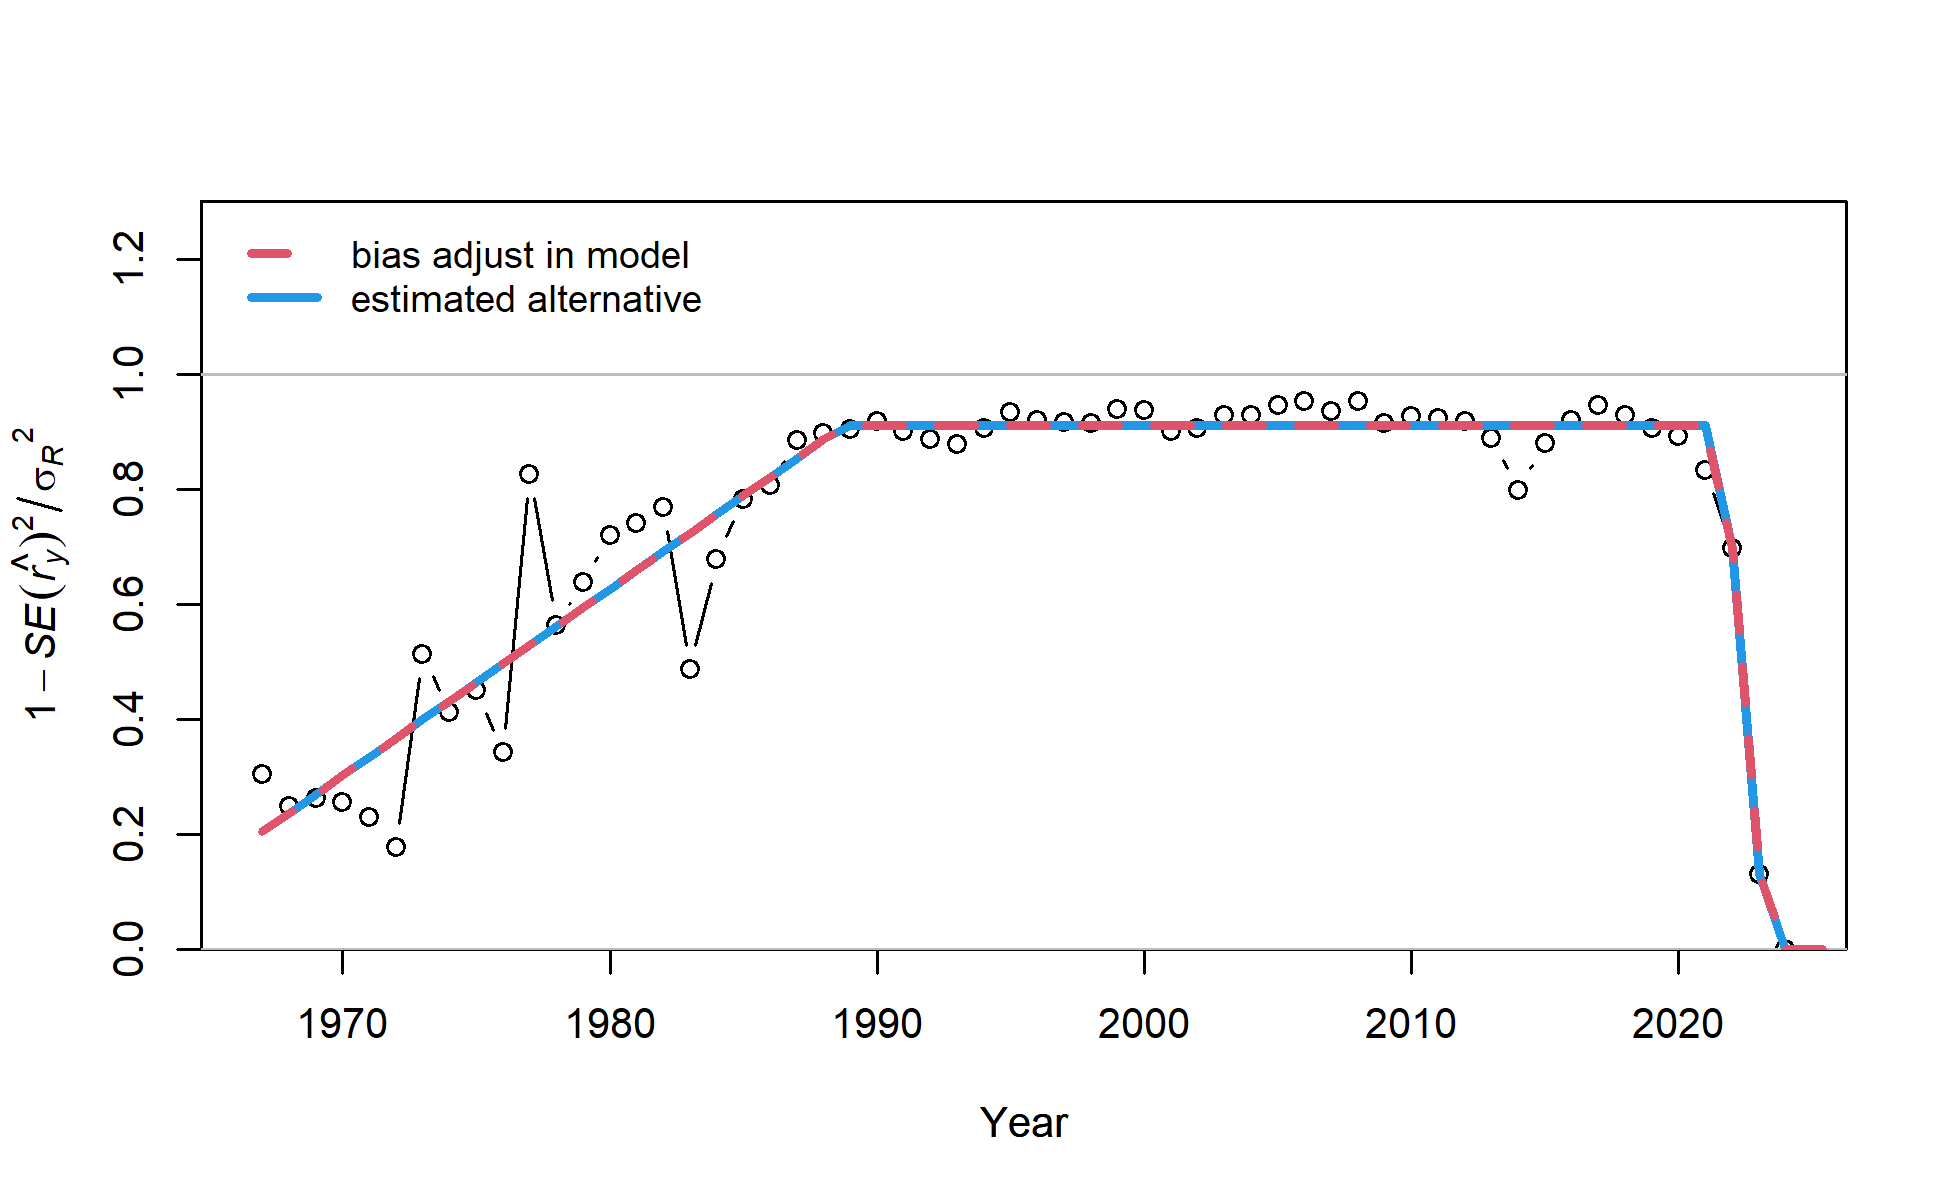 bias adjust in model
estimated alternative
1 − SE(r̂y)²/σR²
1.2
1.0
0.8
0.6
0.4
0.2
0.0
1970 1980 1990 2000 2010 2020
Year